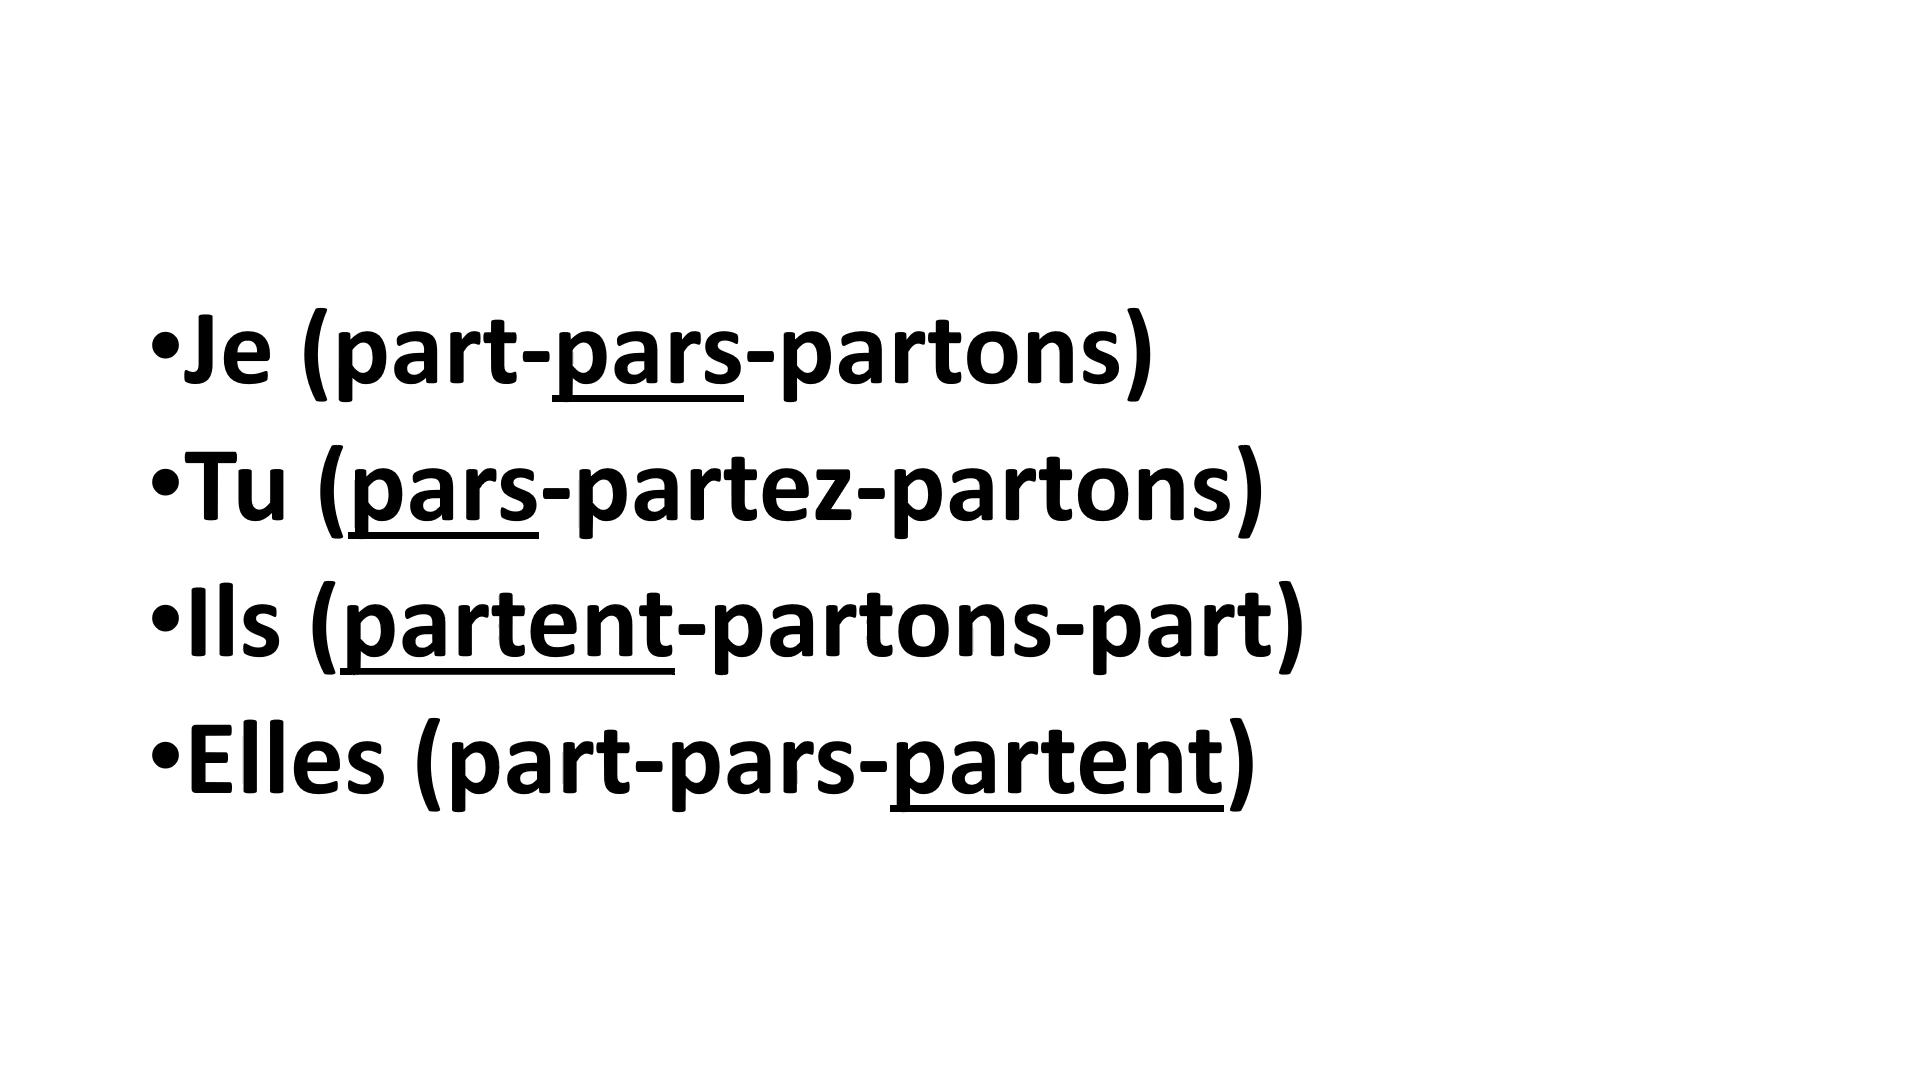 •Je (part-pars-partons)
•Tu (pars-partez-partons)
•Ils (partent-partons-part)
•Elles (part-pars-partent)